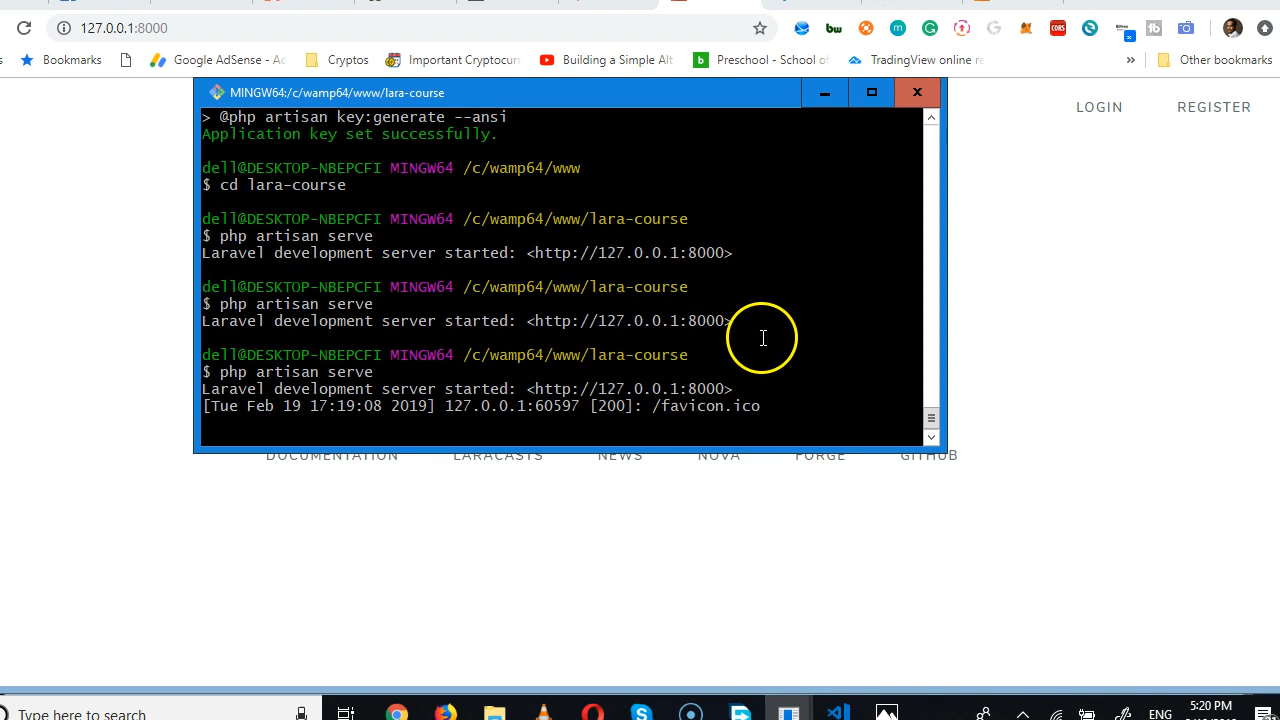 127.0.0.1:8000
Bookmarks
Google AdSense - Ac
Cryptos
Important Cryptocurr
Building a Simple Alt
Preschool - School of
TradingView online re
»
Other bookmarks
MINGW64:/c/wamp64/www/lara-course
LOGIN
REGISTER
> @php artisan key:generate --ansi
Application key set successfully.
dell@DESKTOP-NBEPCFI MINGW64 /c/wamp64/www
$ cd lara-course
dell@DESKTOP-NBEPCFI MINGW64 /c/wamp64/www/lara-course
$ php artisan serve
Laravel development server started: <http://127.0.0.1:8000>
dell@DESKTOP-NBEPCFI MINGW64 /c/wamp64/www/lara-course
$ php artisan serve
Laravel development server started: <http://127.0.0.1:8000>
dell@DESKTOP-NBEPCFI MINGW64 /c/wamp64/www/lara-course
$ php artisan serve
Laravel development server started: <http://127.0.0.1:8000>
[Tue Feb 19 17:19:08 2019] 127.0.0.1:60597 [200]: /favicon.ico
DOCUMENTATION
LARACASTS
NEWS
NOVA
FORGE
GITHUB
Type here to search
ENG
5:20 PM